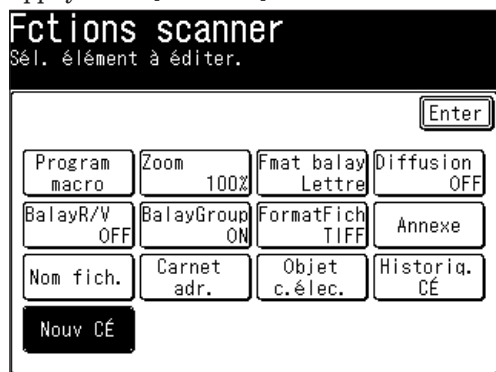 Fctions scanner
Sél. élément à éditer.
Enter
Program macro
Zoom 100%
Fmat balay Lettre
Diffusion OFF
BalayR/V OFF
BalayGroup ON
FormatFich TIFF
Annexe
Nom fich.
Carnet adr.
Objet c.élec.
Historiq. CÉ
Nouv CÉ